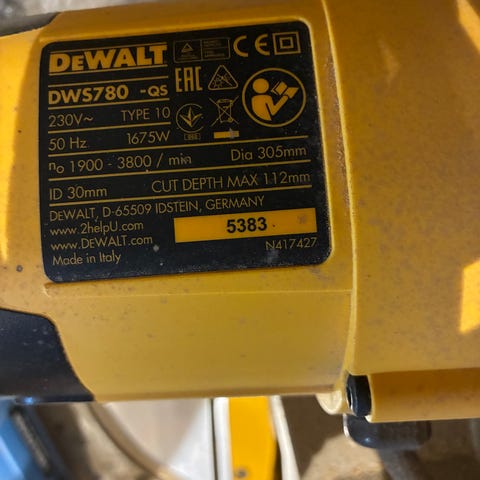 DEWALT
CE
EAC
DWS780 -QS
230V~ TYPE 10
50 Hz 1675W
n₀ 1900 - 3800 / min Dia 305mm
ID 30mm CUT DEPTH MAX 112mm
DEWALT, D-65509 IDSTEIN, GERMANY
www.2helpU.com
www.DEWALT.com
5383
Made in Italy
N417427